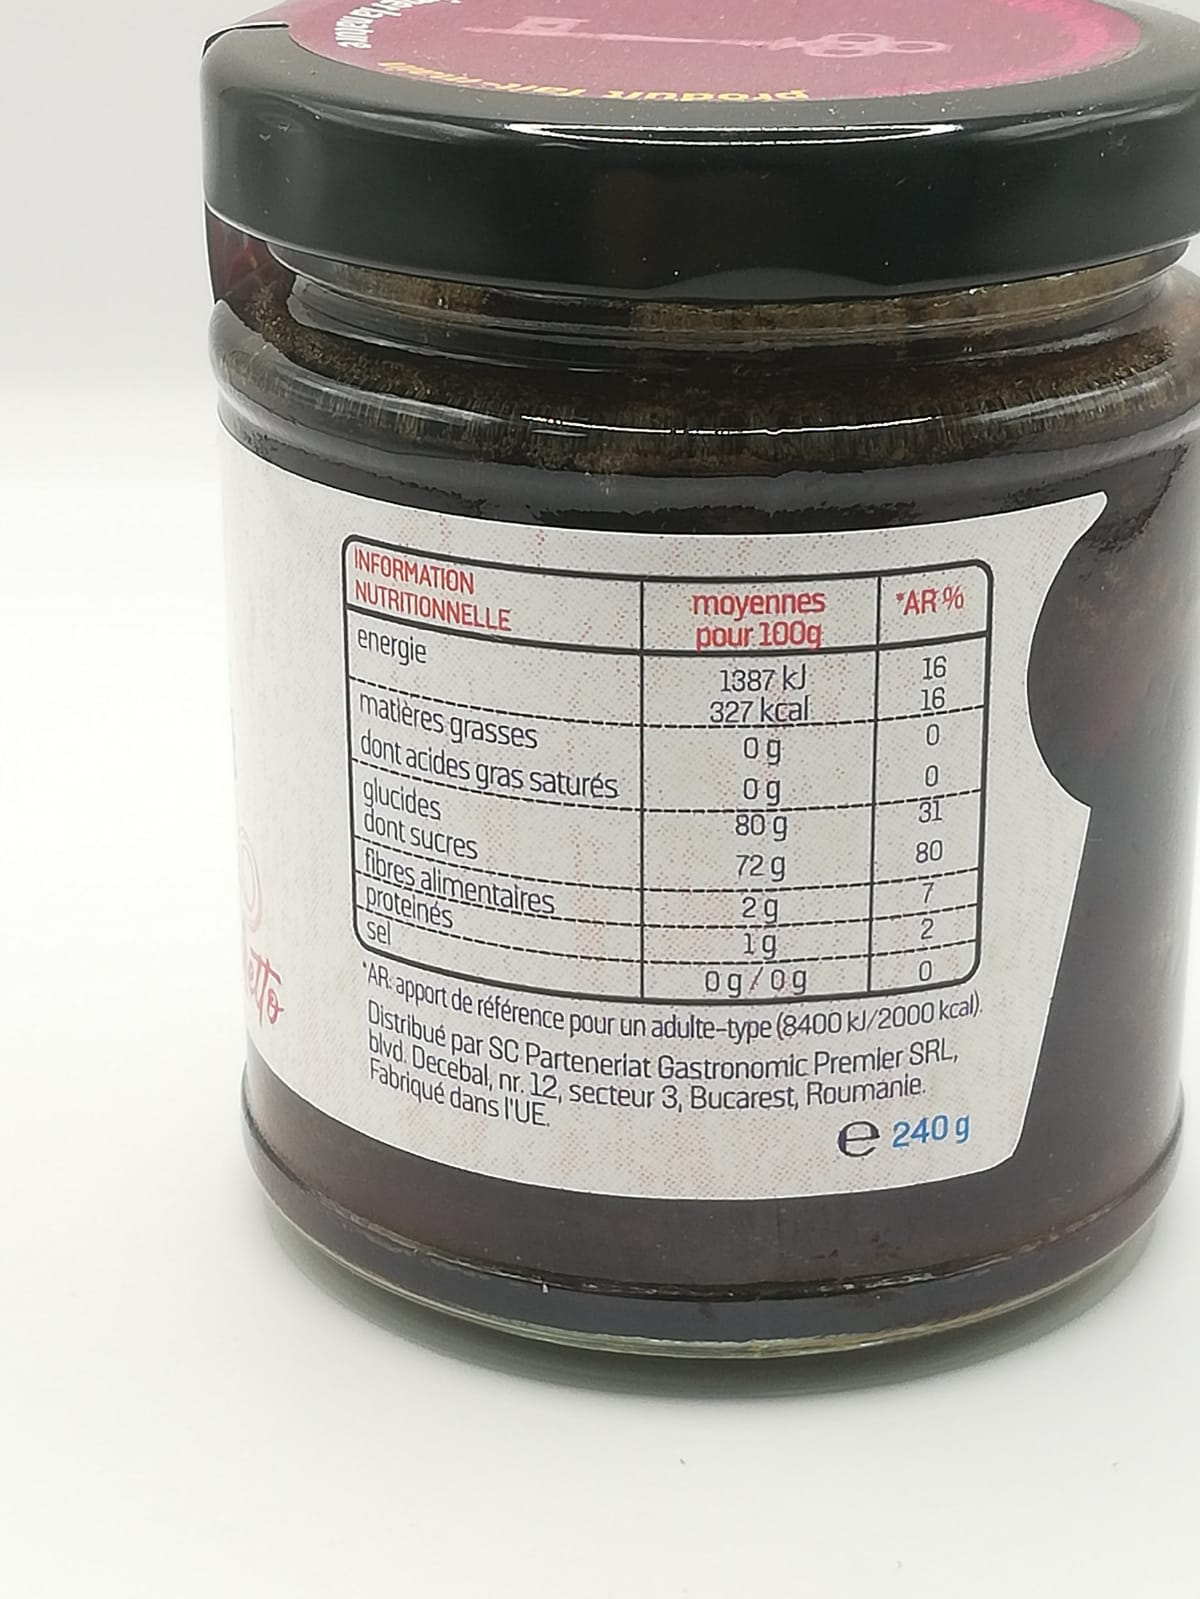 produit fait main
INFORMATION
NUTRITIONNELLE
moyennes
pour 100g
*AR %
energie
1387 kJ 16
327 kcal 16
matières grasses 0 g 0
dont acides gras saturés 0 g 0
glucides 80 g 31
dont sucres 72 g 80
fibres alimentaires 2 g 7
proteinés 1 g 2
sel 0 g / 0 g 0
*AR: apport de référence pour un adulte-type (8400 kJ/2000 kcal).
Distribué par SC Parteneriat Gastronomic Premier SRL,
blvd. Decebal, nr. 12, secteur 3, Bucarest, Roumanie.
Fabriqué dans l'UE.
e 240 g